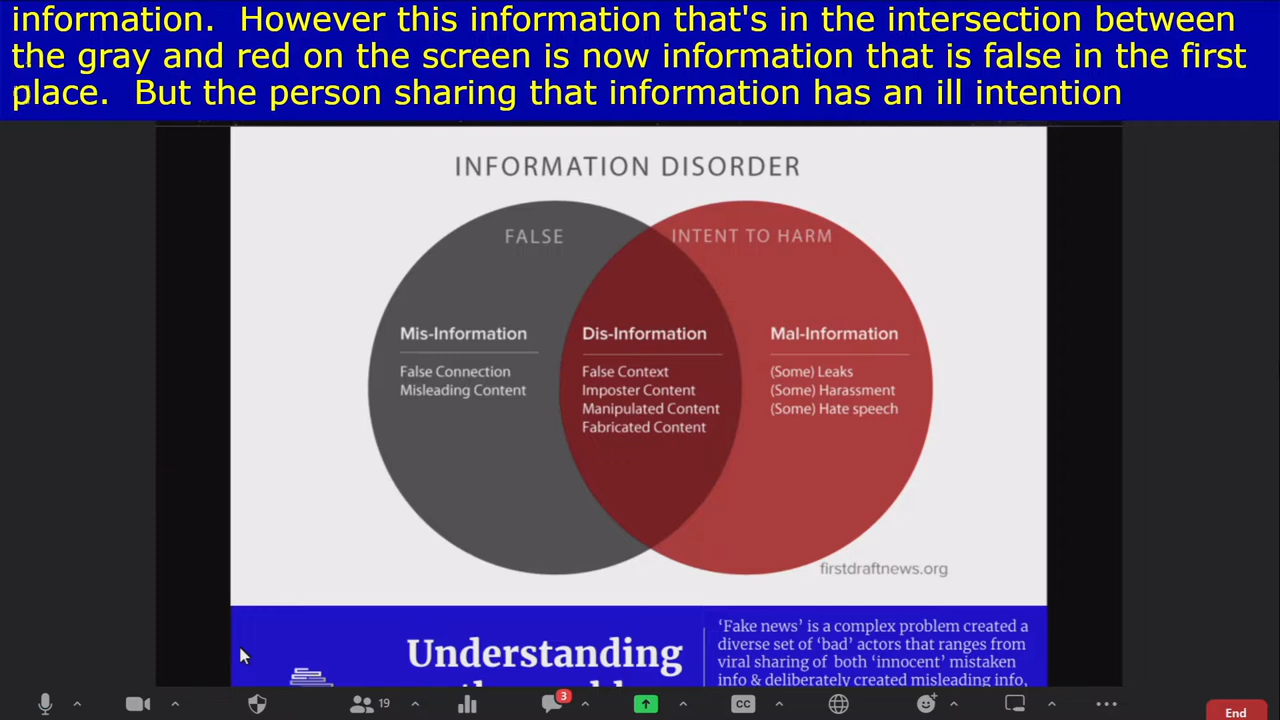 information.  However this information that's in the intersection between
the gray and red on the screen is now information that is false in the first
place.  But the person sharing that information has an ill intention
INFORMATION DISORDER
FALSE
INTENT TO HARM
Mis-Information
False Connection
Misleading Content
Dis-Information
False Context
Imposter Content
Manipulated Content
Fabricated Content
Mal-Information
(Some) Leaks
(Some) Harassment
(Some) Hate speech
firstdraftnews.org
Understanding
‘Fake news’ is a complex problem created a
diverse set of ‘bad’ actors that ranges from
viral sharing of both ‘innocent’ mistaken
info & deliberately created misleading info,
19
3
CC
End